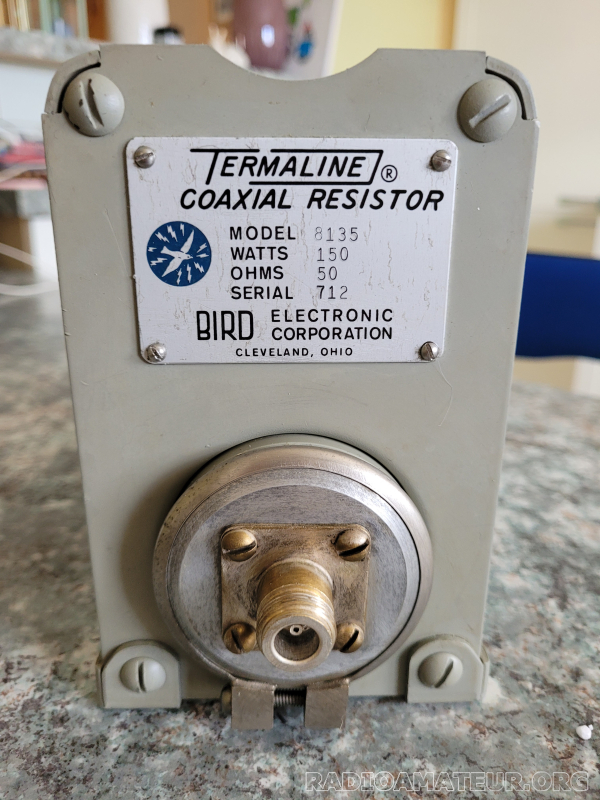 TERMALINE ®
COAXIAL RESISTOR
MODEL 8135
WATTS 150
OHMS 50
SERIAL 712
BIRD ELECTRONIC
CORPORATION
CLEVELAND, OHIO
RADIOAMATEUR.ORG